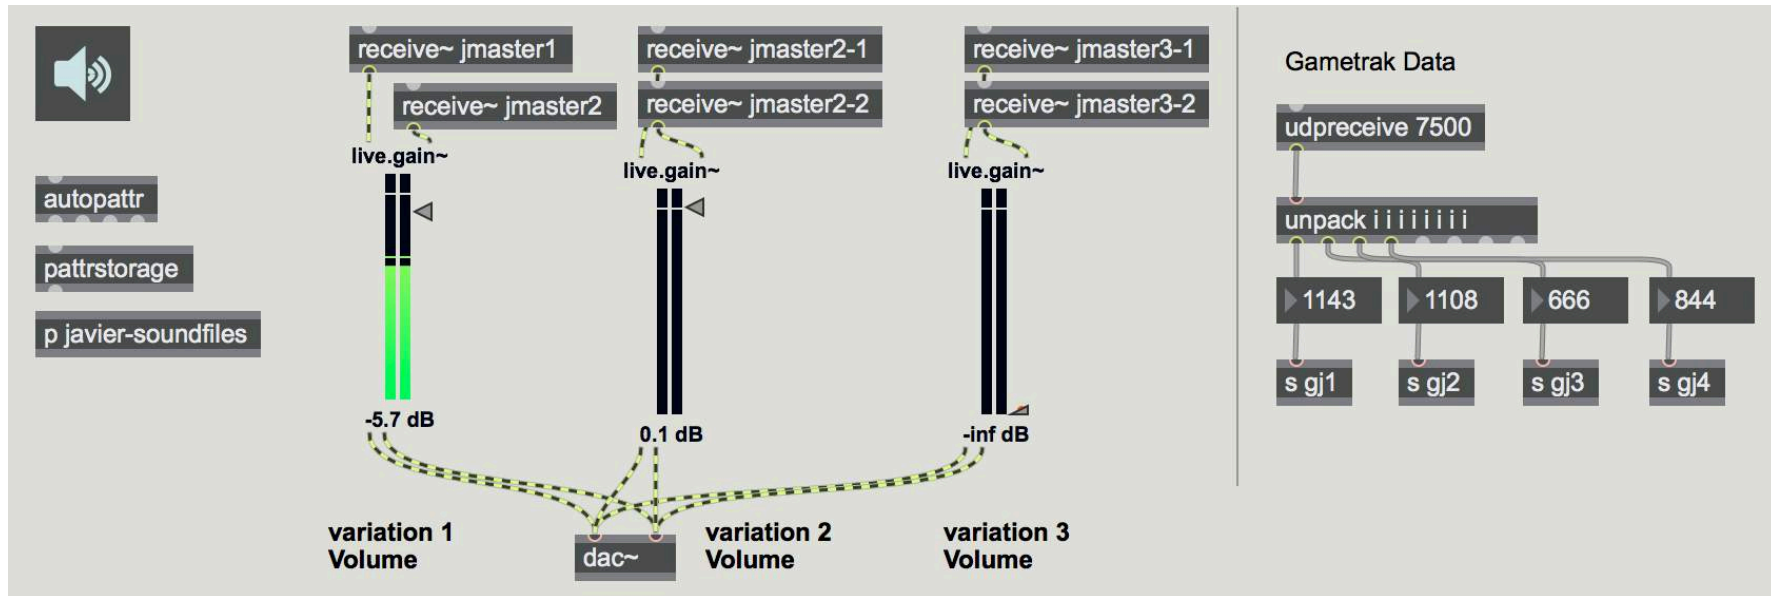 receive~ jmaster1
receive~ jmaster2
live.gain~
-5.7 dB
variation 1
Volume
receive~ jmaster2-1
receive~ jmaster2-2
live.gain~
0.1 dB
variation 2
Volume
receive~ jmaster3-1
receive~ jmaster3-2
live.gain~
-inf dB
variation 3
Volume
dac~
autopattr
pattrstorage
p javier-soundfiles
Gametrak Data
udpreceive 7500
unpack i i i i i i i i
1143
1108
666
844
s gj1
s gj2
s gj3
s gj4